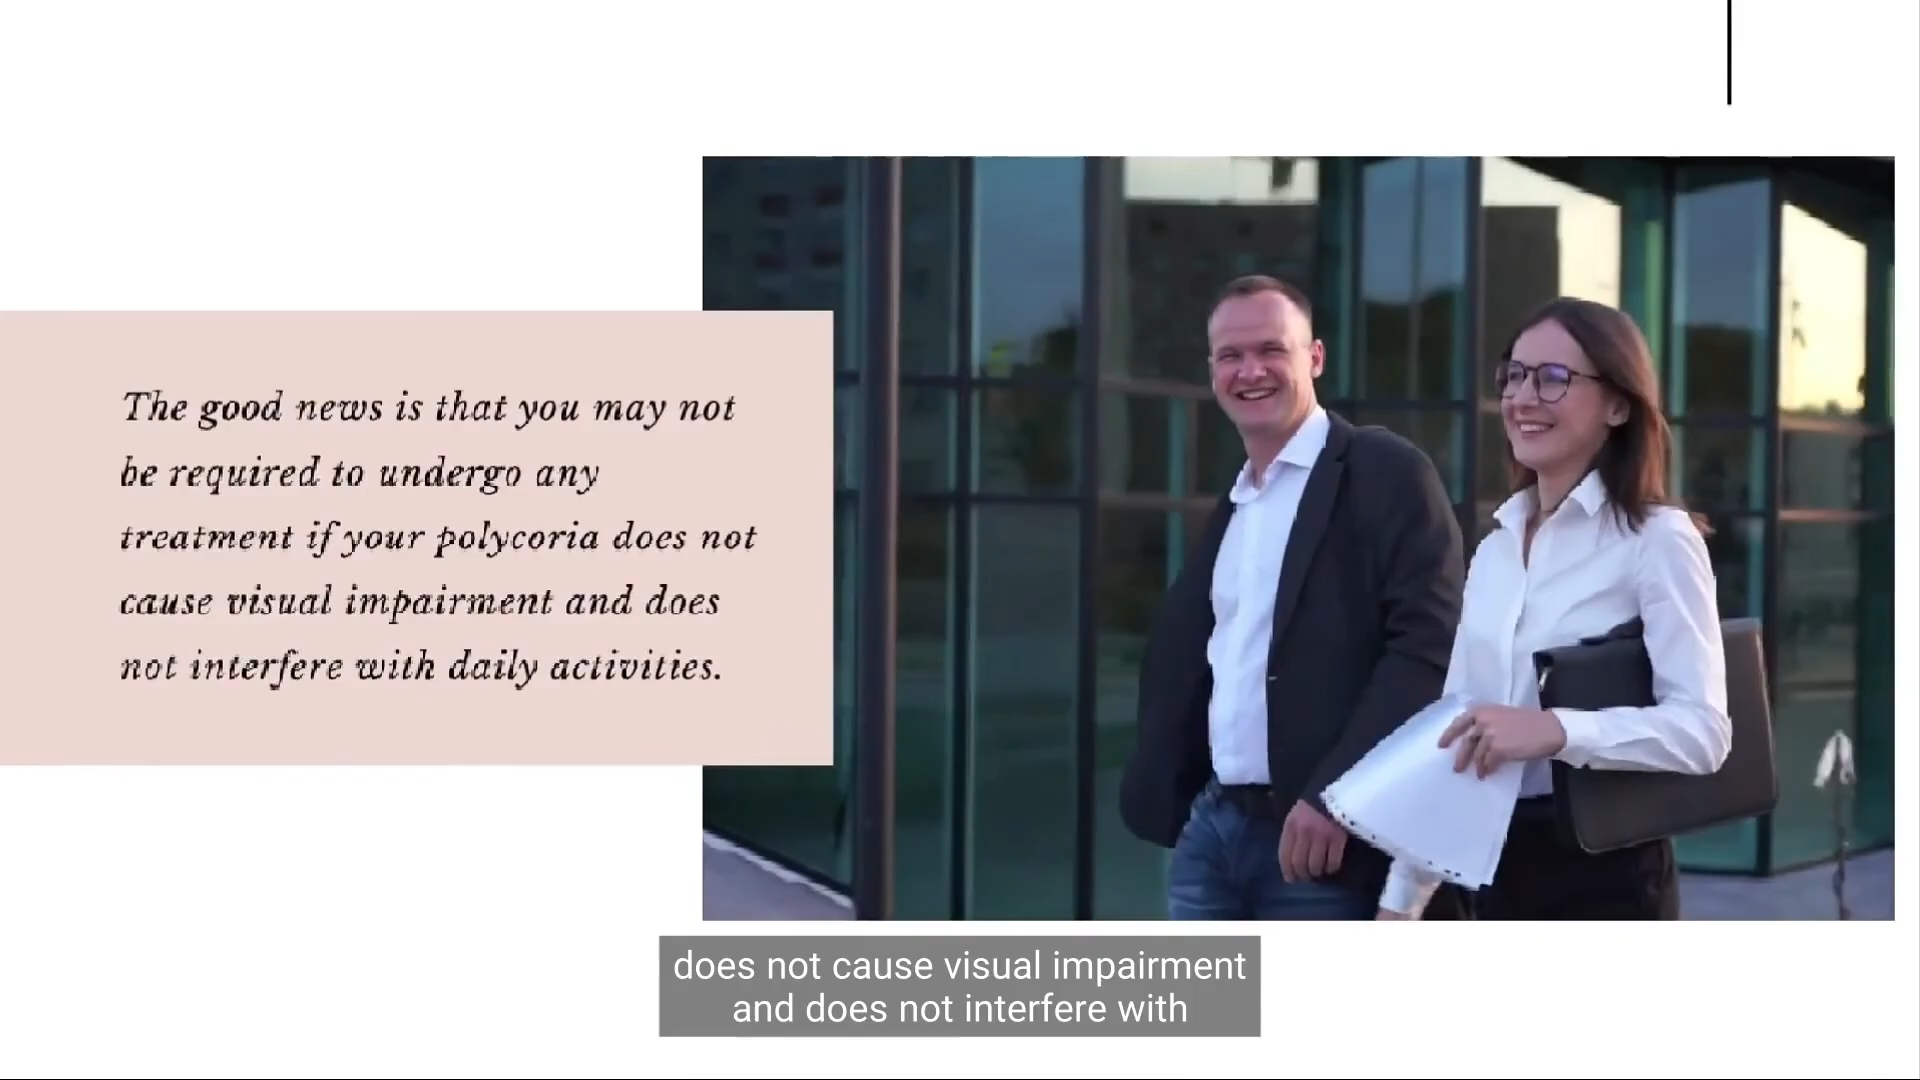 The good news is that you may not
be required to undergo any
treatment if your polycoria does not
cause visual impairment and does
not interfere with daily activities.
does not cause visual impairment
and does not interfere with